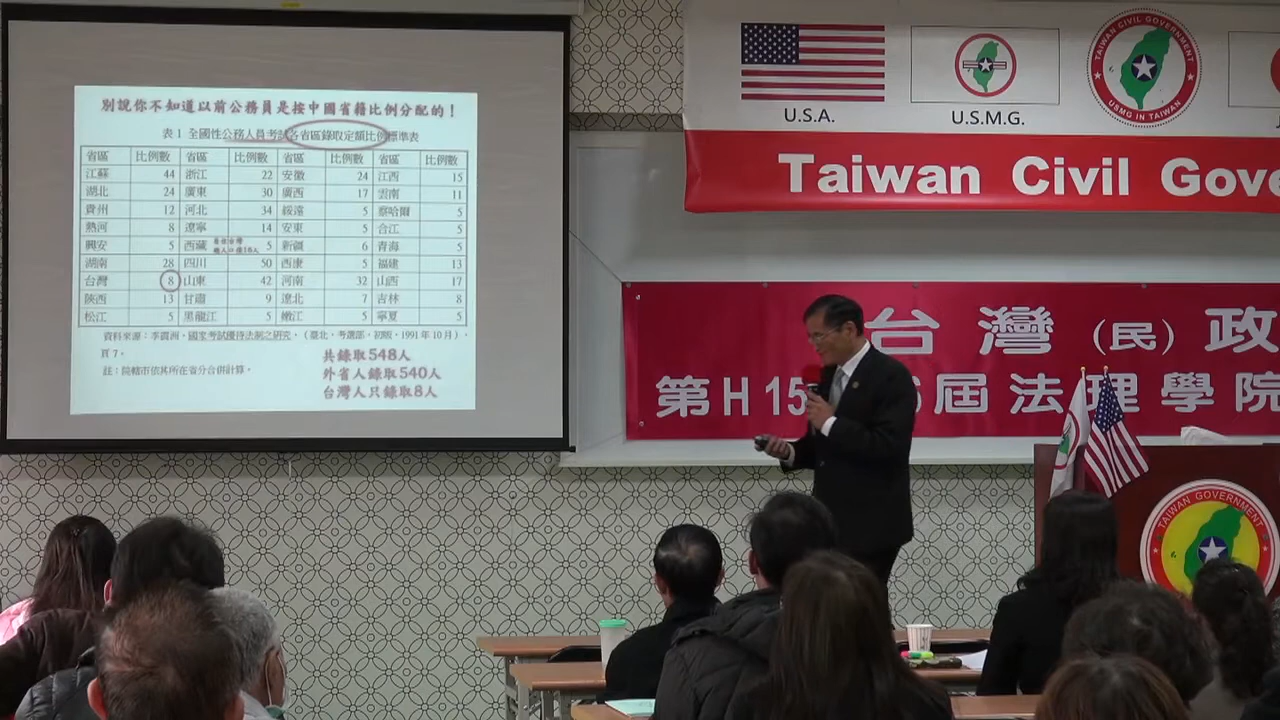 別說你不知道以前公務員是按中國省籍比例分配的！
表 1 全國性公務人員考試各省區錄取定額比例標準表
省區 比例數 省區 比例數 省區 比例數 省區 比例數
江蘇 44 浙江 22 安徽 24 江西 15
湖北 24 廣東 30 廣西 17 雲南 11
貴州 12 河北 34 綏遠 5 察哈爾 5
熱河 8 遼寧 14 安東 5 合江 5
興安 5 西藏 5 新疆 6 青海 5
湖南 28 四川 50 西康 5 福建 13
台灣 8 山東 42 河南 32 山西 17
陝西 13 甘肅 9 遼北 7 吉林 8
松江 5 黑龍江 5 嫩江 5 寧夏 5
資料來源：李震洲，國家考試優待法制之研究，（臺北，考選部，初版，1991 年 10 月），
頁 7。
註：院轄市依其所在省分合併計算。
共錄取548人
外省人錄取540人
台灣人只錄取8人
U.S.A.
U.S.M.G.
TAIWAN CIVIL GOVERNMENT
USMG IN TAIWAN
Taiwan Civil Gove
台灣（民）政
第H 15 6屆法理學院
TAIWAN GOVERNMENT